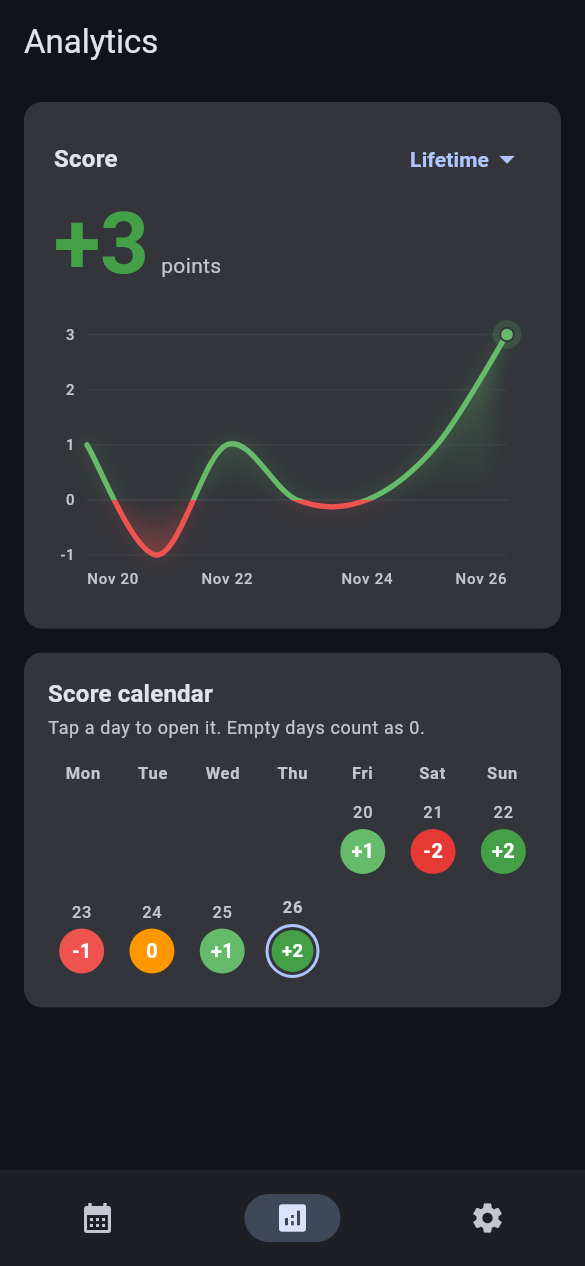 Analytics
Score
Lifetime
+3 points
3
2
1
0
-1
Nov 20 Nov 22 Nov 24 Nov 26
Score calendar
Tap a day to open it. Empty days count as 0.
Mon Tue Wed Thu Fri Sat Sun
20 21 22
+1 -2 +2
23 24 25 26
-1 0 +1 +2